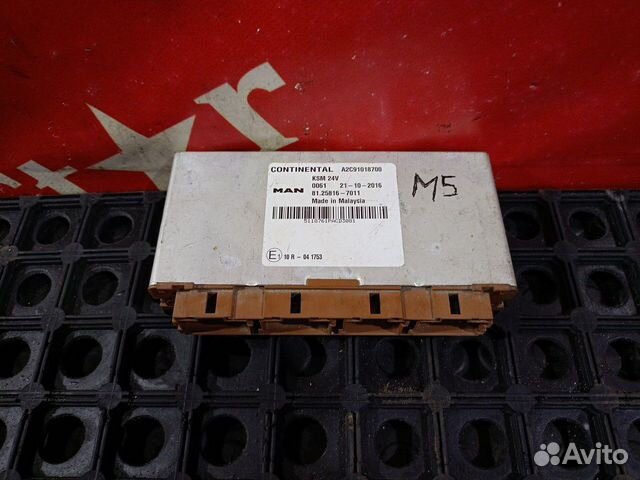 CONTINENTAL A2C91018700
KSM 24V
MAN 0061 21-10-2016
81.25816-7011
Made in Malaysia
E1 10 R - 04 1753
M5
Avito